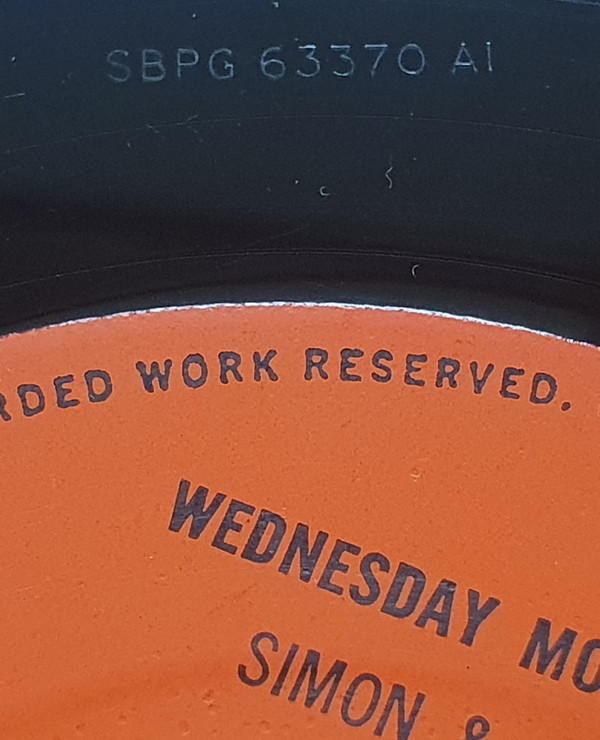 SBPG 63370 A1
RDED WORK RESERVED.
WEDNESDAY MO
SIMON &